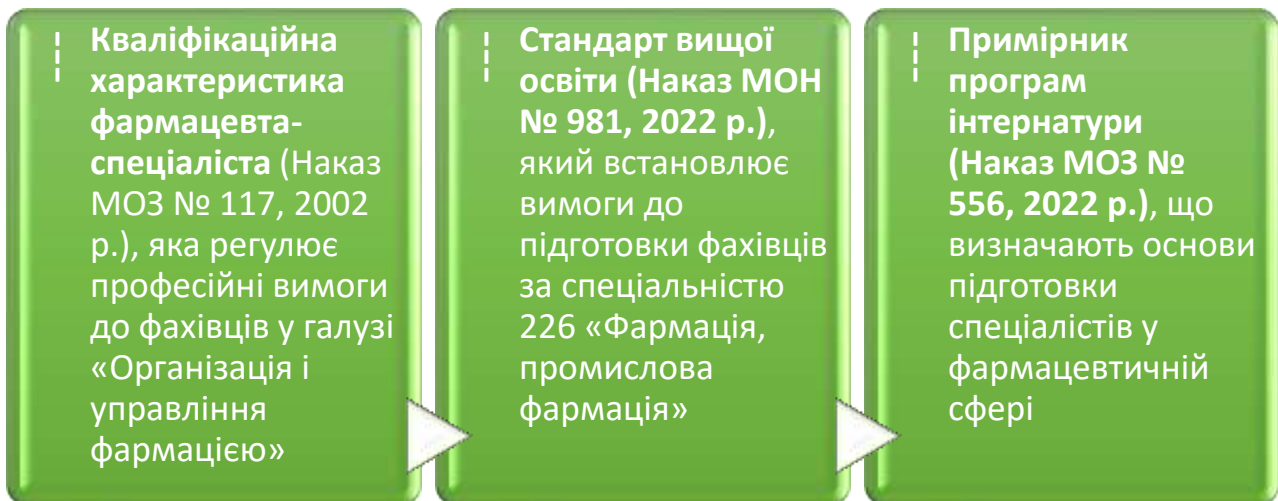 Кваліфікаційна
характеристика
фармацевта-
спеціаліста (Наказ
МОЗ № 117, 2002
р.), яка регулює
професійні вимоги
до фахівців у галузі
«Організація і
управління
фармацією»
Стандарт вищої
освіти (Наказ МОН
№ 981, 2022 р.),
який встановлює
вимоги до
підготовки фахівців
за спеціальністю
226 «Фармація,
промислова
фармація»
Примірник
програм
інтернатури
(Наказ МОЗ №
556, 2022 р.), що
визначають основи
підготовки
спеціалістів у
фармацевтичній
сфері